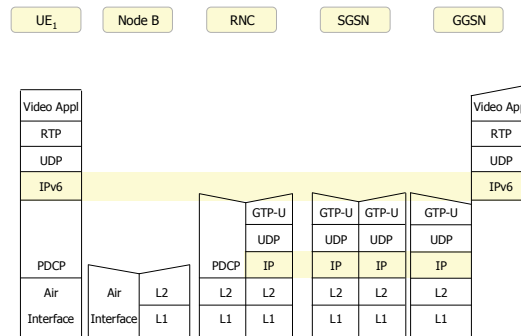 UE1 Node B RNC SGSN GGSN
Video Appl Video App
RTP RTP
UDP UDP
IPv6 IPv6
GTP-U GTP-U GTP-U GTP-U
UDP UDP UDP UDP
PDCP PDCP IP IP IP IP
Air Air L2 L2 L2 L2 L2 L2
Interface Interface L1 L1 L1 L1 L1 L1